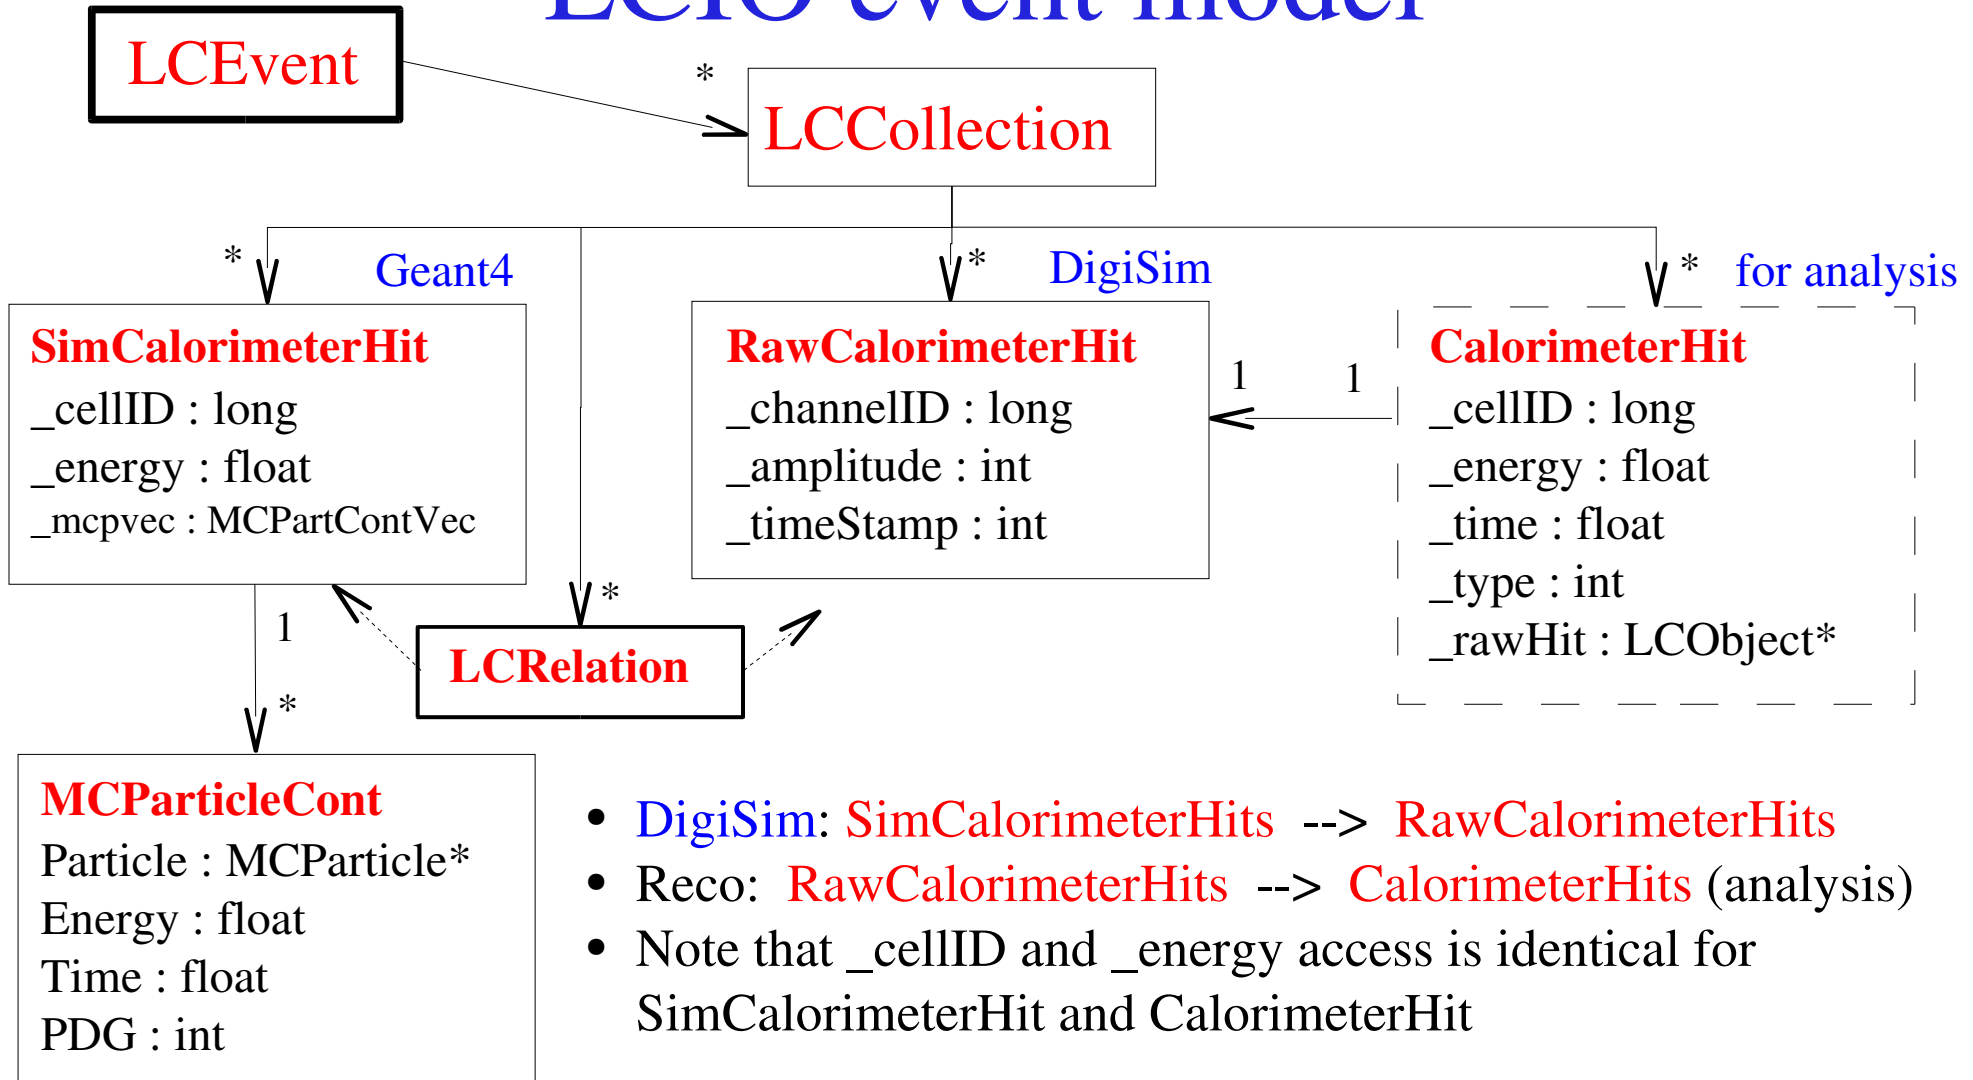 LCIO event model
LCEvent
*
LCCollection
*
Geant4
*
DigiSim
*
for analysis
SimCalorimeterHit
_cellID : long
_energy : float
_mcpvec : MCPartContVec
RawCalorimeterHit
_channelID : long
_amplitude : int
_timeStamp : int
1
1
CalorimeterHit
_cellID : long
_energy : float
_time : float
_type : int
_rawHit : LCObject*
1
*
*
LCRelation
MCParticleCont
Particle : MCParticle*
Energy : float
Time : float
PDG : int
• DigiSim: SimCalorimeterHits --> RawCalorimeterHits
• Reco: RawCalorimeterHits --> CalorimeterHits (analysis)
• Note that _cellID and _energy access is identical for
SimCalorimeterHit and CalorimeterHit